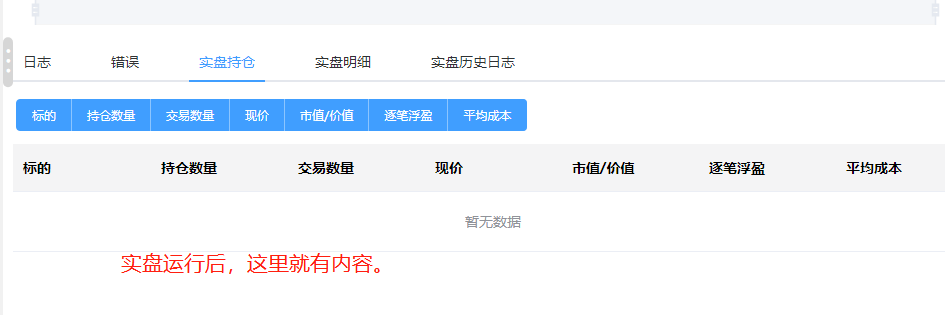 日志 错误 实盘持仓 实盘明细 实盘历史日志
标的 持仓数量 交易数量 现价 市值/价值 逐笔浮盈 平均成本
标的 持仓数量 交易数量 现价 市值/价值 逐笔浮盈 平均成本
暂无数据
实盘运行后，这里就有内容。